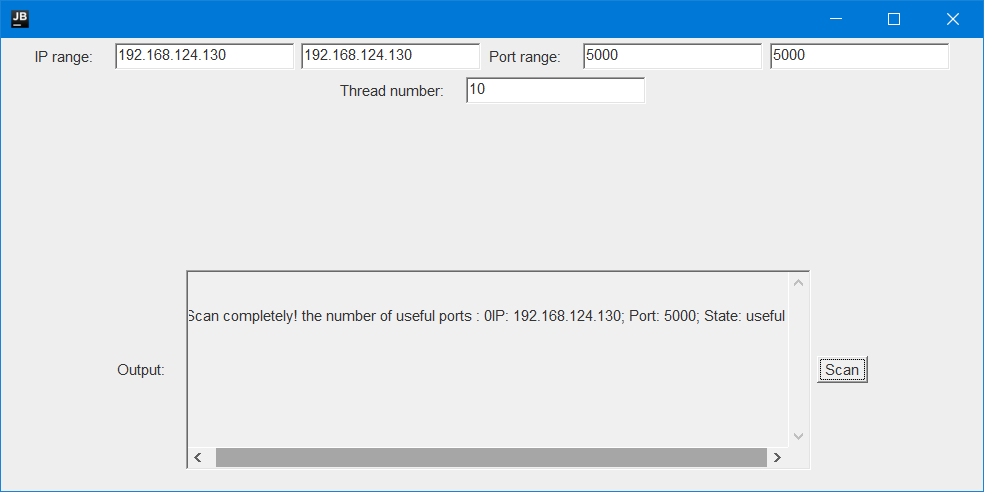 JB
IP range: 192.168.124.130 192.168.124.130 Port range: 5000 5000
Thread number: 10
Scan completely! the number of useful ports : 0IP: 192.168.124.130; Port: 5000; State: useful
Output:
Scan